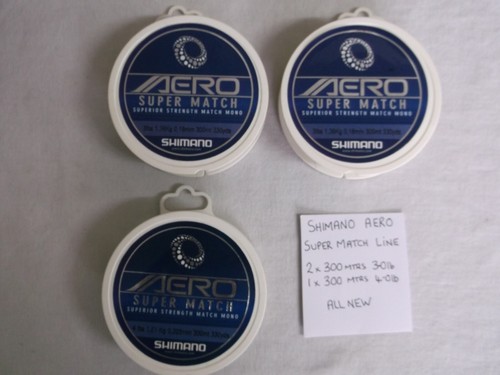 AERO
SUPER MATCH
SUPERIOR STRENGTH MATCH MONO
SHIMANO
AERO
SUPER MATCH
SUPERIOR STRENGTH MATCH MONO
SHIMANO
AERO
SUPER MATCH
SUPERIOR STRENGTH MATCH MONO
SHIMANO
SHIMANO AERO
SUPER MATCH LINE
2 x 300 MTRS 3·0lb
1 x 300 MTRS 4·0lb
ALL NEW